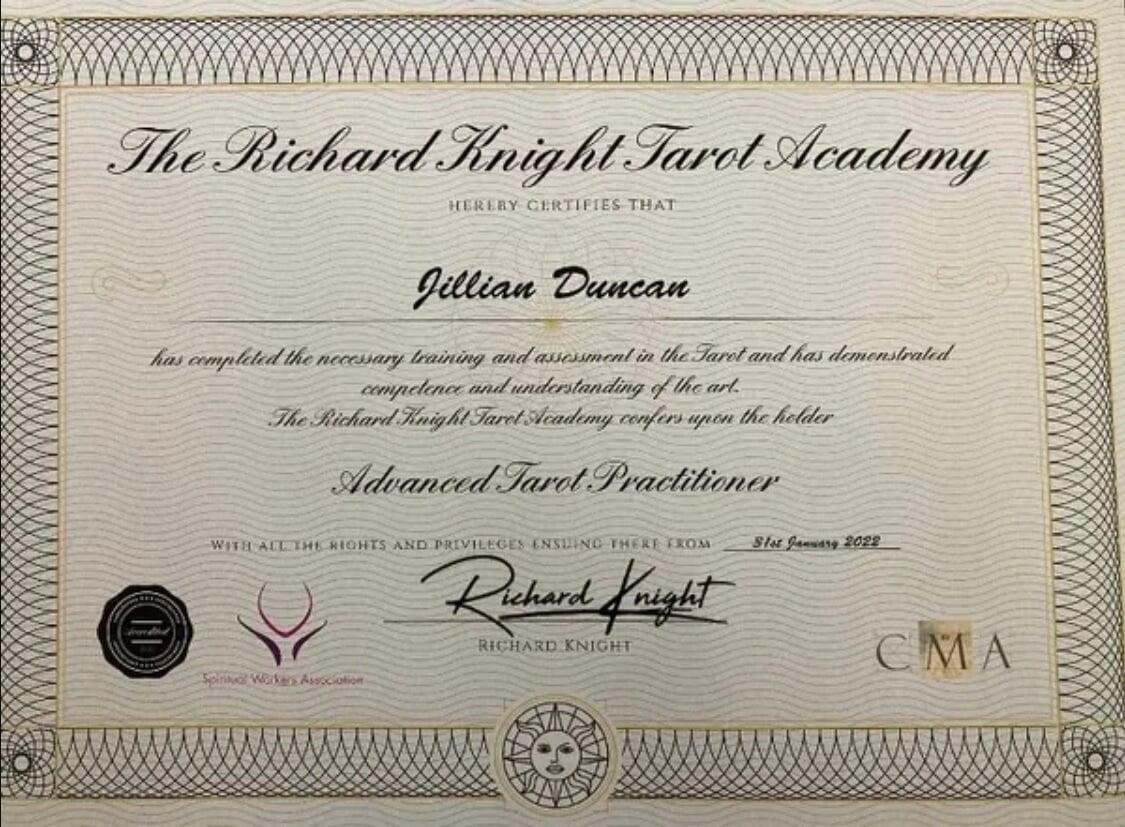 The Richard Knight Tarot Academy
HEREBY CERTIFIES THAT
Jillian Duncan
has completed the necessary training and assessment in the Tarot and has demonstrated
competence and understanding of the art.
The Richard Knight Tarot Academy confers upon the holder
Advanced Tarot Practitioner
WITH ALL THE RIGHTS AND PRIVILEGES ENSUING THERE FROM 31st January 2022
Richard Knight
RICHARD KNIGHT
Accredited
Spiritual Workers Association
CMA